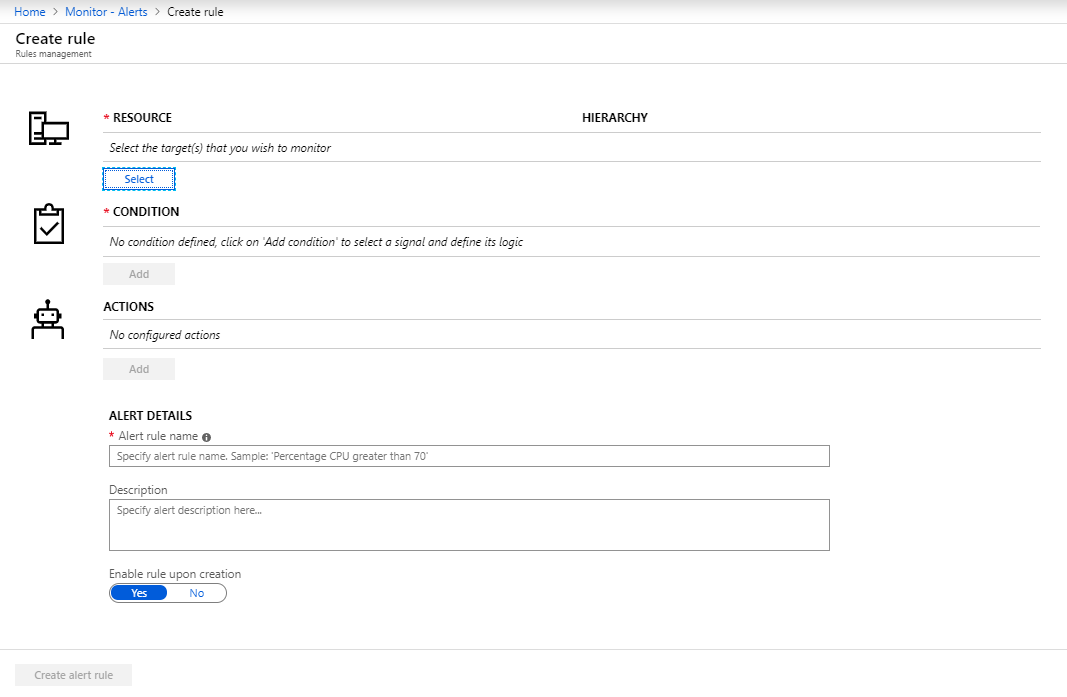 Home > Monitor - Alerts > Create rule
Create rule
Rules management
* RESOURCE HIERARCHY
Select the target(s) that you wish to monitor
Select
* CONDITION
No condition defined, click on 'Add condition' to select a signal and define its logic
Add
ACTIONS
No configured actions
Add
ALERT DETAILS
* Alert rule name
Specify alert rule name. Sample: 'Percentage CPU greater than 70'
Description
Specify alert description here...
Enable rule upon creation
Yes No
Create alert rule